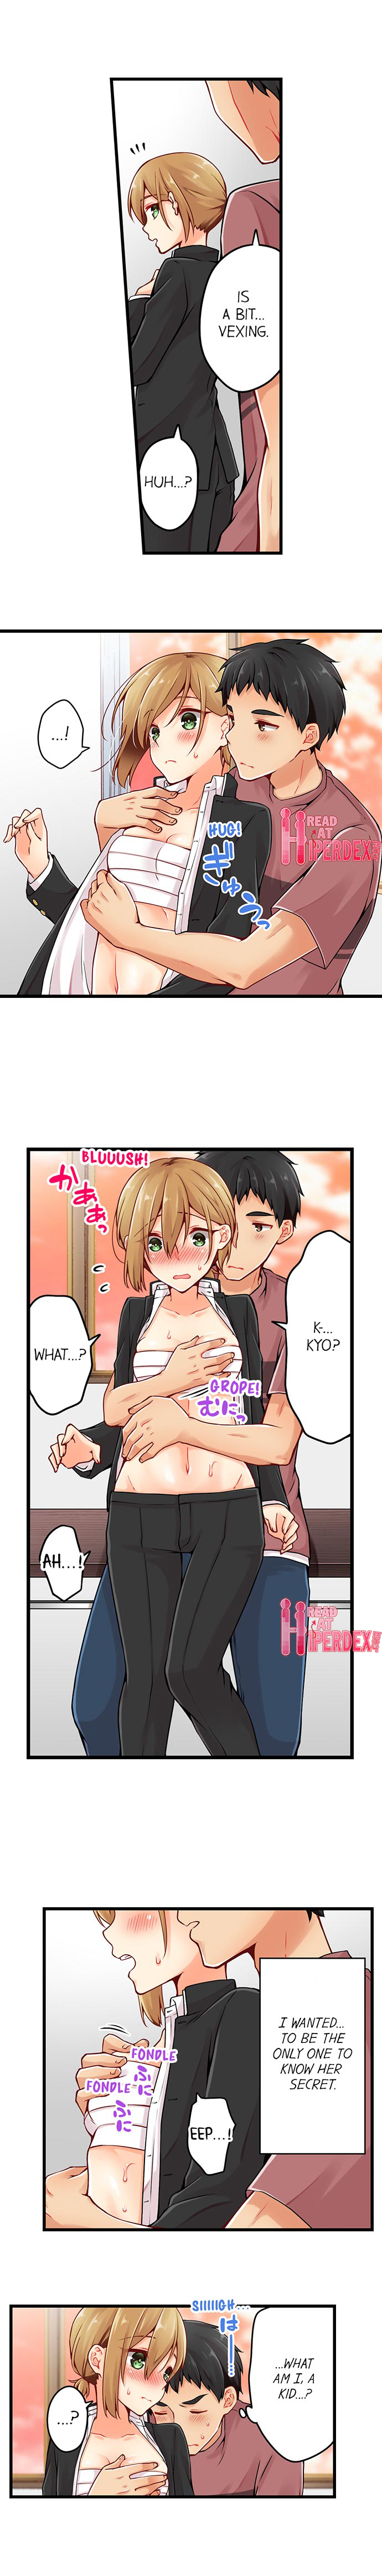 IS
A BIT...
VEXING.
HUH...?
...!
HUG!
ぎゅうっ
READ
AT
HIPERDEX
BLUUUSH!
かあぁっ
K-...
KYO?
WHAT...?
GROPE!
むにっ
AH...!
READ
AT
HIPERDEX
I WANTED...
TO BE THE
ONLY ONE TO
KNOW HER
SECRET.
FONDLE
ふに
FONDLE
ふに
EEP...!
SIIIIIGH...
はーー...
...WHAT
AM I, A
KID...?
...?